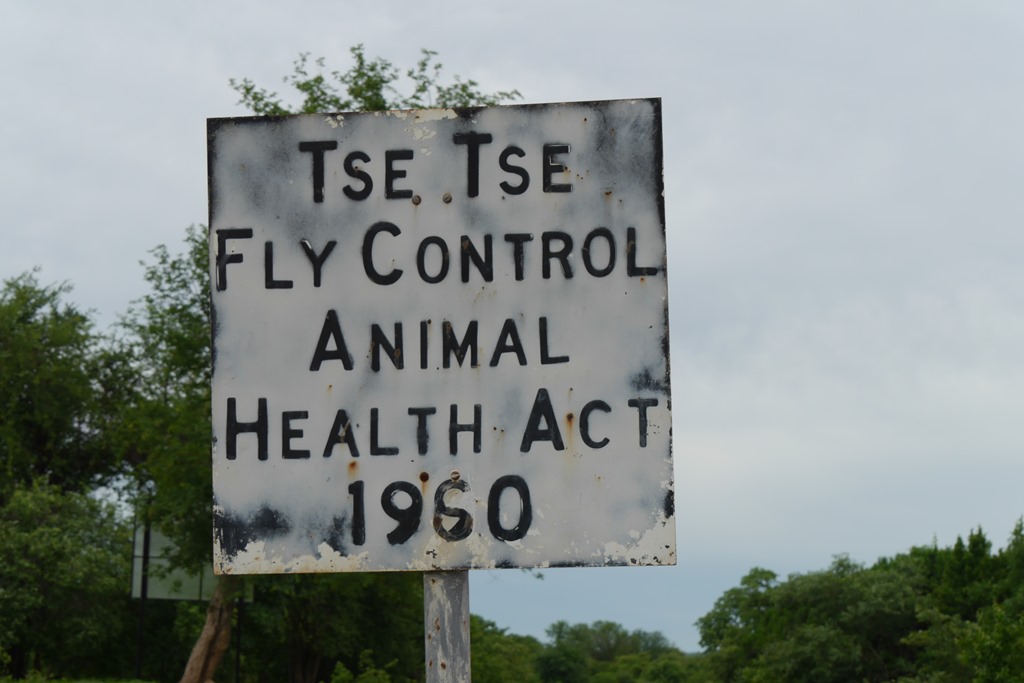 TSE TSE
FLY CONTROL
ANIMAL
HEALTH ACT
1960